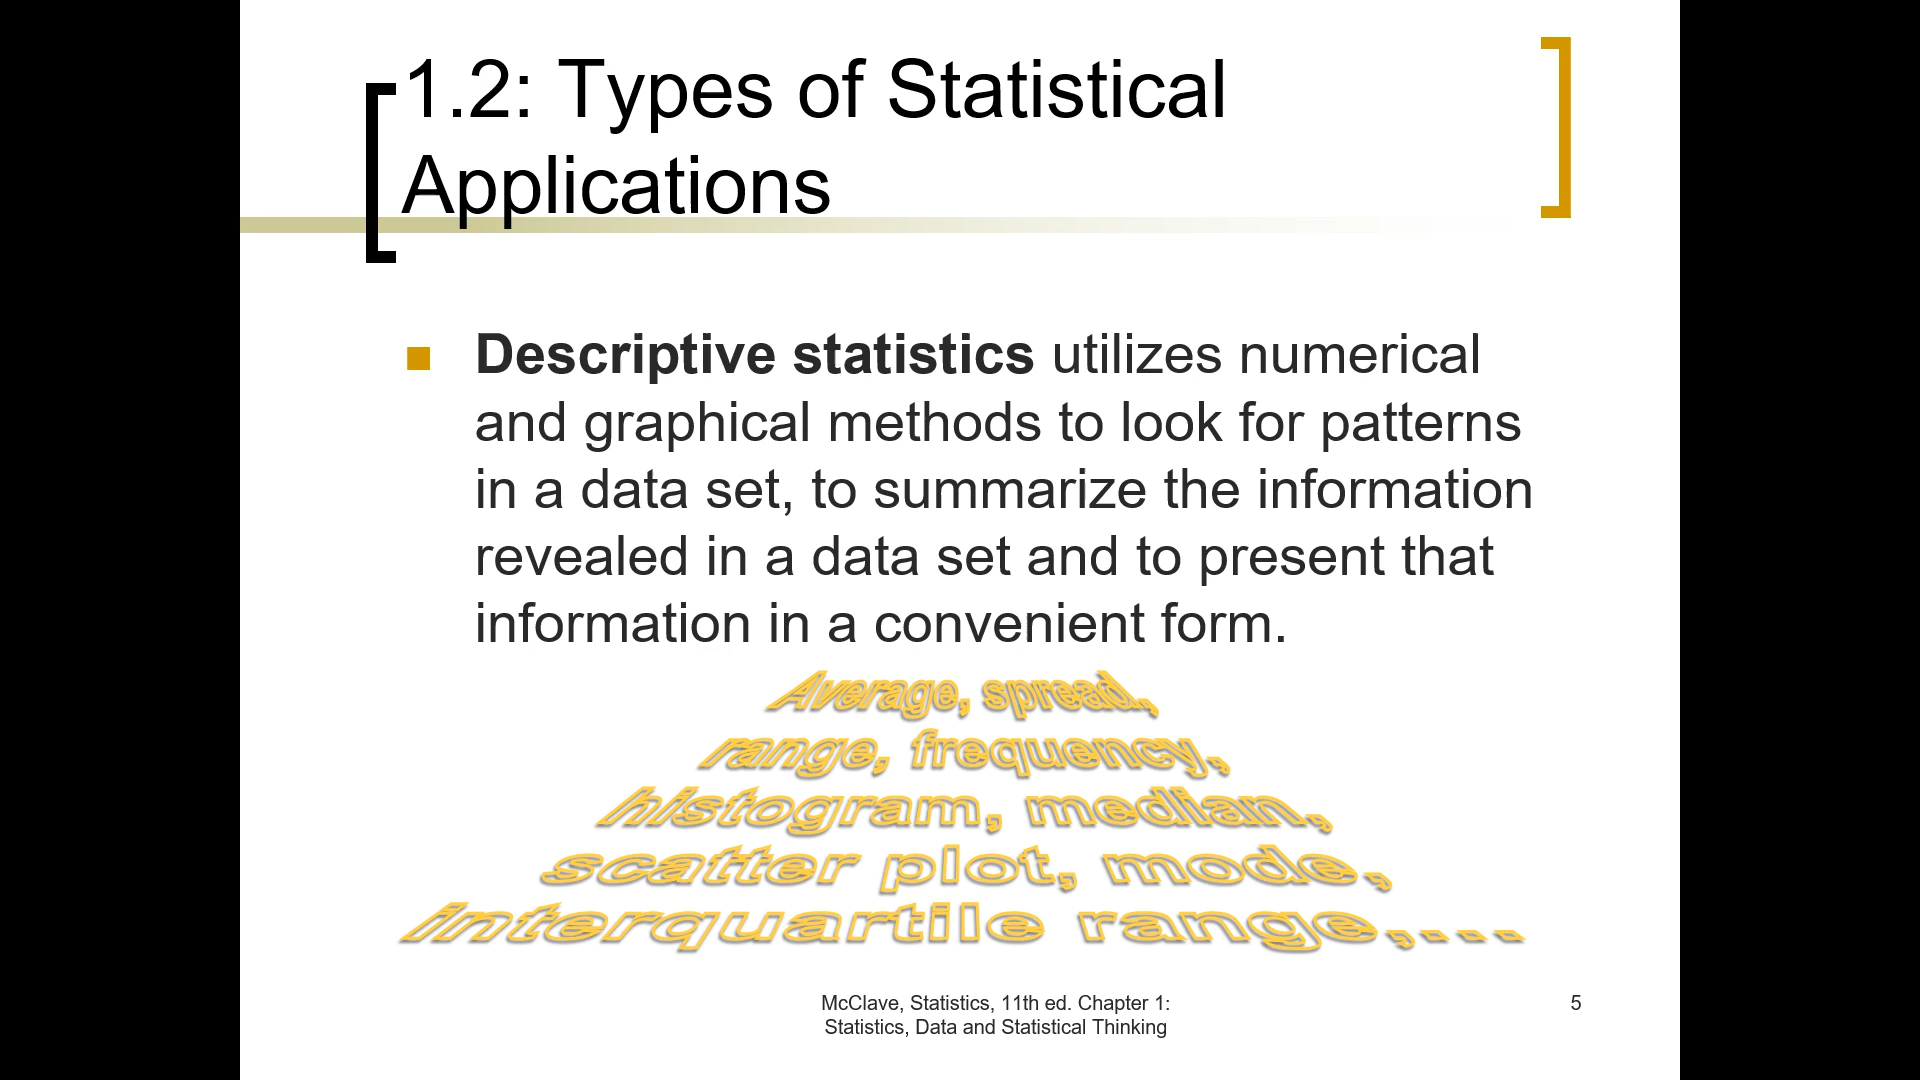 1.2: Types of Statistical
Applications
Descriptive statistics utilizes numerical
and graphical methods to look for patterns
in a data set, to summarize the information
revealed in a data set and to present that
information in a convenient form.
Average, spread,
range, frequency,
histogram, median,
scatter plot, mode,
interquartile range,...
McClave, Statistics, 11th ed. Chapter 1:
Statistics, Data and Statistical Thinking
5